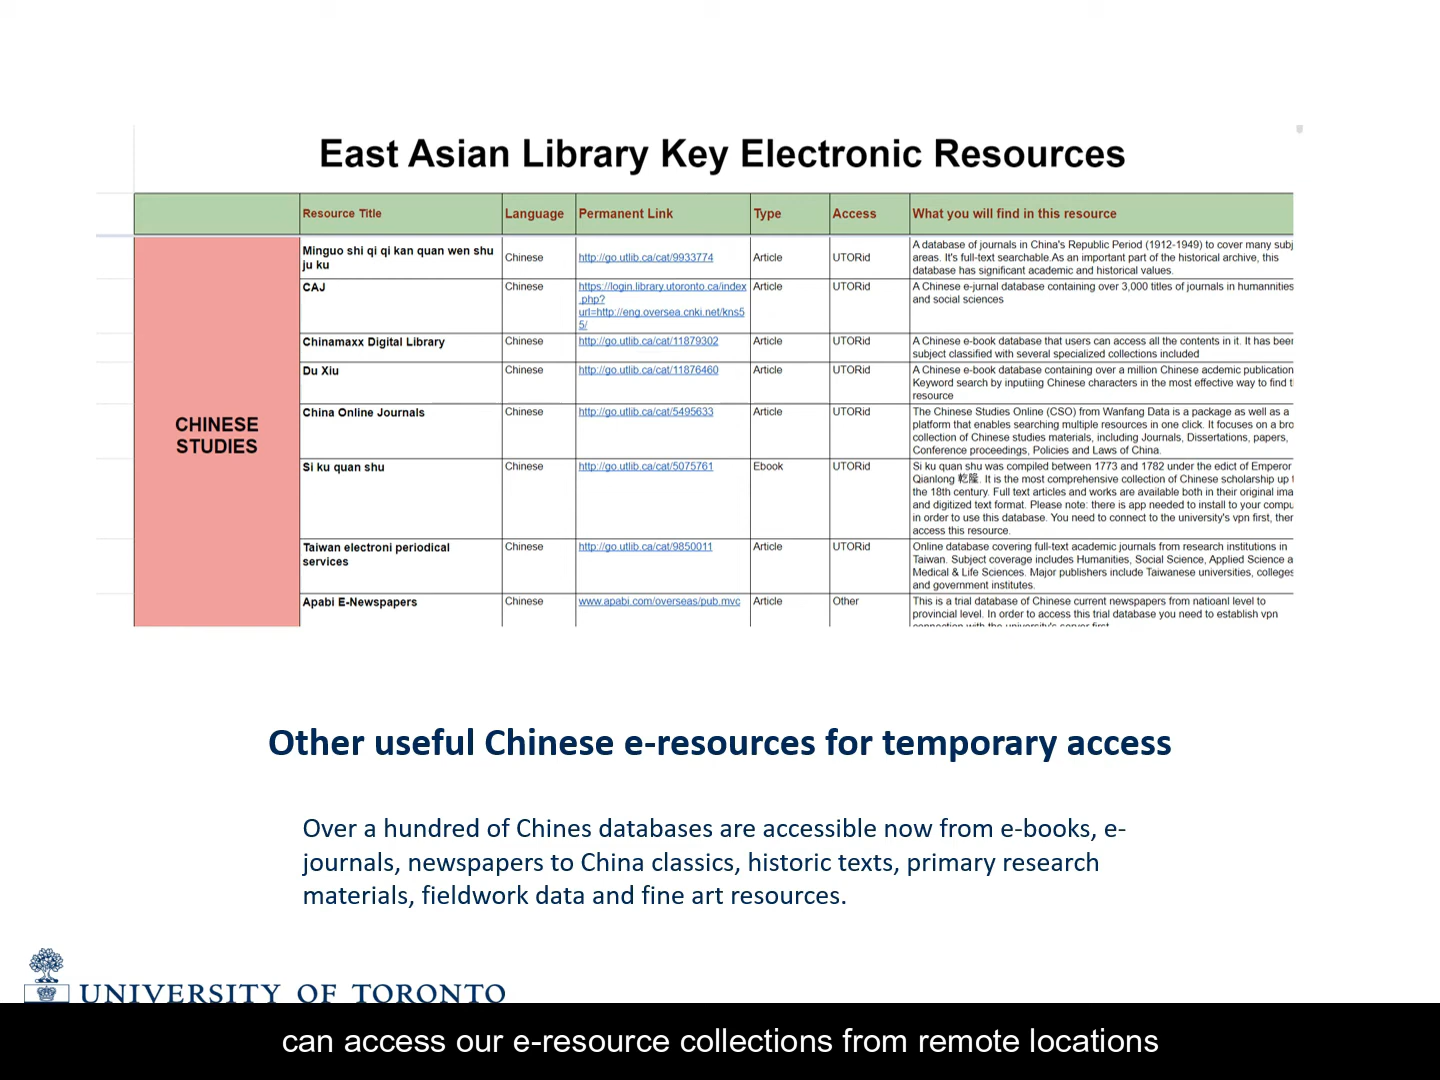 East Asian Library Key Electronic Resources
Resource Title Language Permanent Link Type Access What you will find in this resource
CHINESE
STUDIES
Minguo shi qi qi kan quan wen shu
ju ku
Chinese
http://go.utlib.ca/cat/9933774
Article
UTORid
A database of journals in China's Republic Period (1912-1949) to cover many subj
areas. It's full-text searchable.As an important part of the historical archive, this
database has significant academic and historical values.
CAJ
Chinese
https://login.library.utoronto.ca/index
.php?
url=http://eng.oversea.cnki.net/kns5
5/
Article
UTORid
A Chinese e-jurnal database containing over 3,000 titles of journals in humannities
and social sciences
Chinamaxx Digital Library
Chinese
http://go.utlib.ca/cat/11879302
Article
UTORid
A Chinese e-book database that users can access all the contents in it. It has beer
subject classified with several specialized collections included
Du Xiu
Chinese
http://go.utlib.ca/cat/11876460
Article
UTORid
A Chinese e-book database containing over a million Chinese acdemic publication
Keyword search by inputiing Chinese characters in the most effective way to find t
resource
China Online Journals
Chinese
http://go.utlib.ca/cat/5495633
Article
UTORid
The Chinese Studies Online (CSO) from Wanfang Data is a package as well as a
platform that enables searching multiple resources in one click. It focuses on a bro
collection of Chinese studies materials, including Journals, Dissertations, papers,
Conference proceedings, Policies and Laws of China.
Si ku quan shu
Chinese
http://go.utlib.ca/cat/5075761
Ebook
UTORid
Si ku quan shu was compiled between 1773 and 1782 under the edict of Emperor
Qianlong 乾隆. It is the most comprehensive collection of Chinese scholarship up t
the 18th century. Full text articles and works are available both in their original ima
and digitized text format. Please note: there is app needed to install to your compu
in order to use this database. You need to connect to the university's vpn first, ther
access this resource.
Taiwan electroni periodical
services
Chinese
http://go.utlib.ca/cat/9850011
Article
UTORid
Online database covering full-text academic journals from research institutions in
Taiwan. Subject coverage includes Humanities, Social Science, Applied Science a
Medical & Life Sciences. Major publishers include Taiwanese universities, colleges
and government institutes.
Apabi E-Newspapers
Chinese
www.apabi.com/overseas/pub.mvc
Article
Other
This is a trial database of Chinese current newspapers from natioanl level to
provincial level. In order to access this trial database you need to establish vpn
connection with the university's server first
Other useful Chinese e-resources for temporary access
Over a hundred of Chines databases are accessible now from e-books, e-
journals, newspapers to China classics, historic texts, primary research
materials, fieldwork data and fine art resources.
UNIVERSITY OF TORONTO
can access our e-resource collections from remote locations